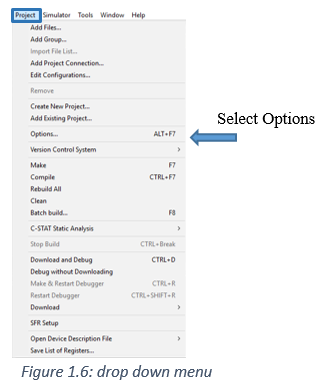 Project Simulator Tools Window Help
Add Files...
Add Group...
Import File List...
Add Project Connection...
Edit Configurations...
Remove
Create New Project...
Add Existing Project...
Options... ALT+F7
Select Options
Version Control System >
Make F7
Compile CTRL+F7
Rebuild All
Clean
Batch build... F8
C-STAT Static Analysis >
Stop Build CTRL+Break
Download and Debug CTRL+D
Debug without Downloading
Make & Restart Debugger CTRL+R
Restart Debugger CTRL+SHIFT+R
Download >
SFR Setup
Open Device Description File >
Save List of Registers...
Figure 1.6: drop down menu